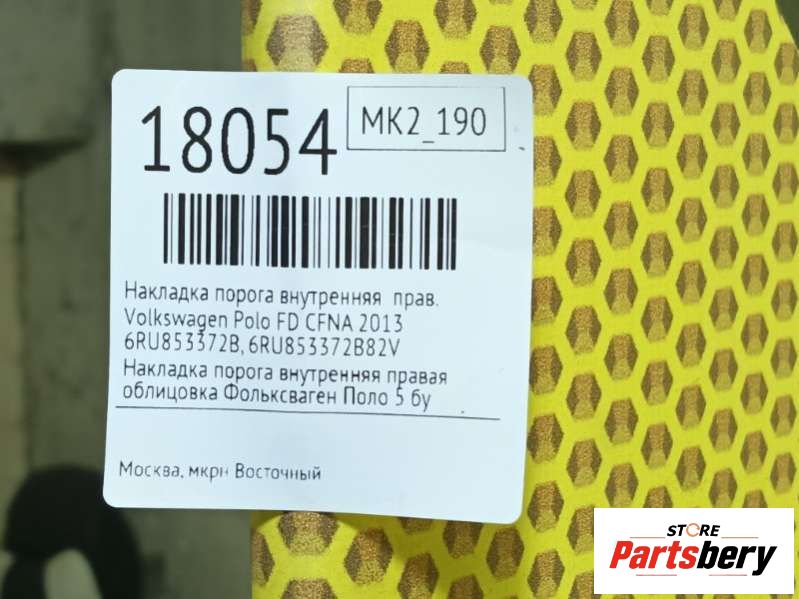 18054
MK2_190
Накладка порога внутренняя прав.
Volkswagen Polo FD CFNA 2013
6RU853372B, 6RU853372B82V
Накладка порога внутренняя правая
облицовка Фольксваген Поло 5 бу
Москва, мкрн Восточный
STORE
Partsbery